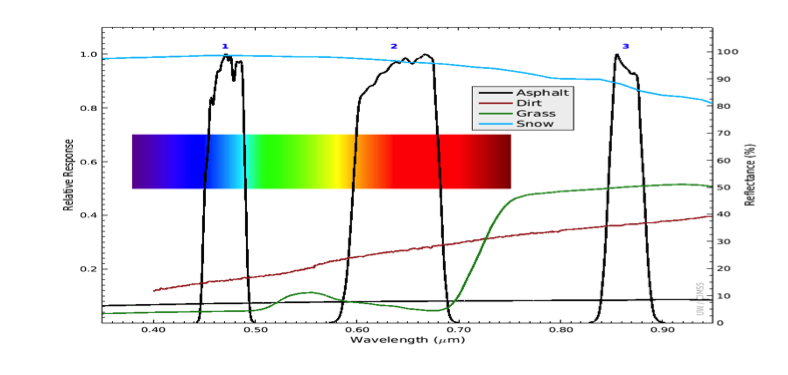 1 2 3
1.0
0.8
0.6
0.4
0.2
Relative Response
100
90
80
70
60
50
40
30
20
10
0
Reflectance (%)
Asphalt
Dirt
Grass
Snow
0.40 0.50 0.60 0.70 0.80 0.90
Wavelength (μm)